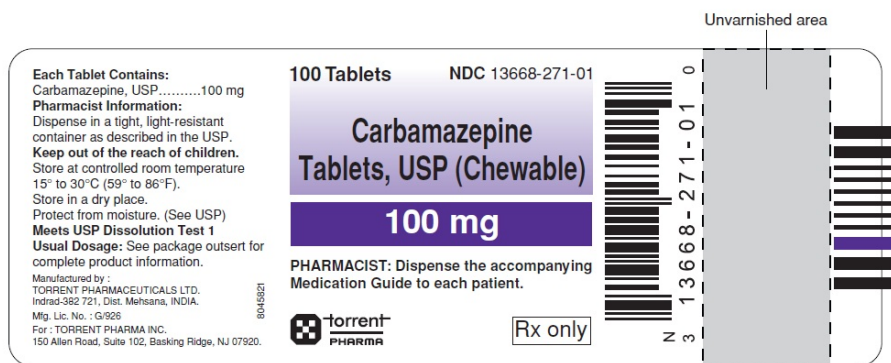 Unvarnished area
Each Tablet Contains:
Carbamazepine, USP..........100 mg
Pharmacist Information:
Dispense in a tight, light-resistant
container as described in the USP.
Keep out of the reach of children.
Store at controlled room temperature
15° to 30°C (59° to 86°F).
Store in a dry place.
Protect from moisture. (See USP)
Meets USP Dissolution Test 1
Usual Dosage: See package outsert for
complete product information.
Manufactured by :
TORRENT PHARMACEUTICALS LTD.
Indrad-382 721, Dist. Mehsana, INDIA.
Mfg. Lic. No. : G/926
For : TORRENT PHARMA INC.
150 Allen Road, Suite 102, Basking Ridge, NJ 07920.
8045821
100 Tablets NDC 13668-271-01
Carbamazepine
Tablets, USP (Chewable)
100 mg
PHARMACIST: Dispense the accompanying
Medication Guide to each patient.
torrent
PHARMA
Rx only
N
3 13668-271-01 0